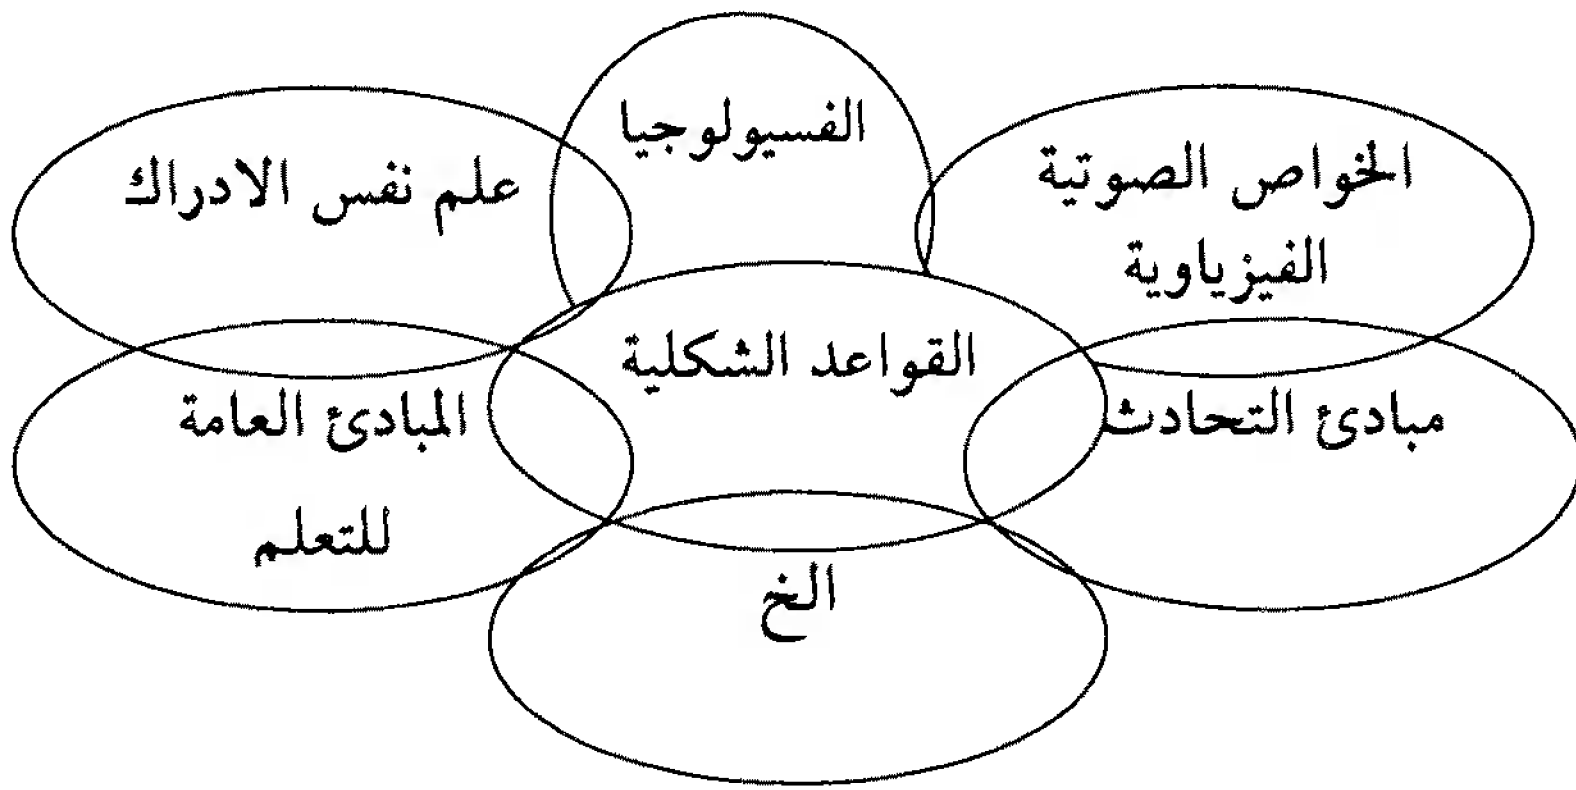 الفسيولوجيا
الخواص الصوتية
الفيزياوية
علم نفس الادراك
القواعد الشكلية
مبادئ التحادث
المبادئ العامة
للتعلم
الخ